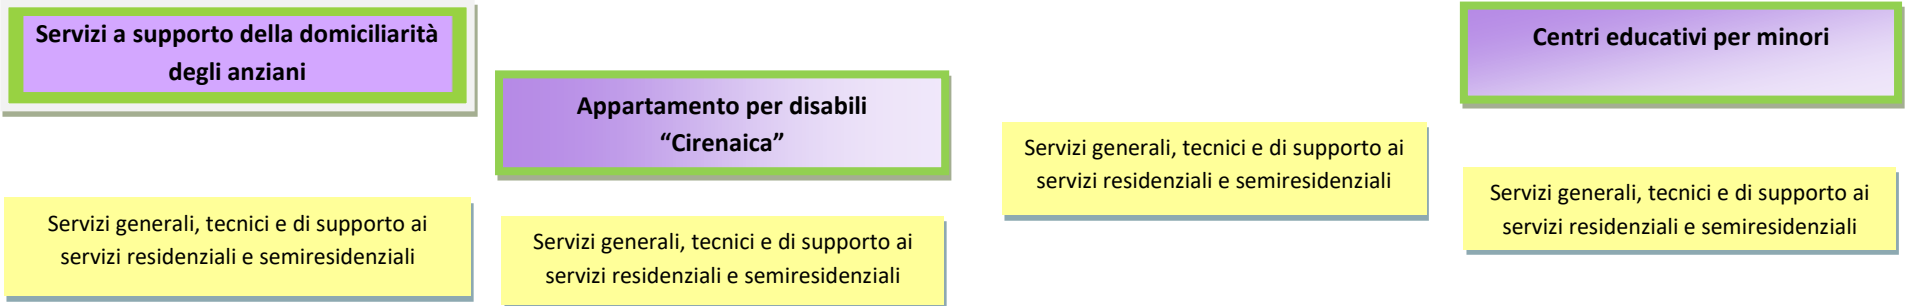 Servizi a supporto della domiciliarità
degli anziani
Servizi generali, tecnici e di supporto ai
servizi residenziali e semiresidenziali
Appartamento per disabili
“Cirenaica”
Servizi generali, tecnici e di supporto ai
servizi residenziali e semiresidenziali
Servizi generali, tecnici e di supporto ai
servizi residenziali e semiresidenziali
Centri educativi per minori
Servizi generali, tecnici e di supporto ai
servizi residenziali e semiresidenziali